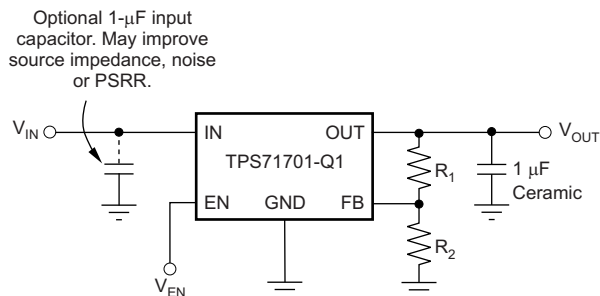 Optional 1-μF input
capacitor. May improve
source impedance, noise
or PSRR.
V_IN
IN
OUT
V_OUT
TPS71701-Q1
R_1
1 μF
Ceramic
EN
GND
FB
R_2
V_EN